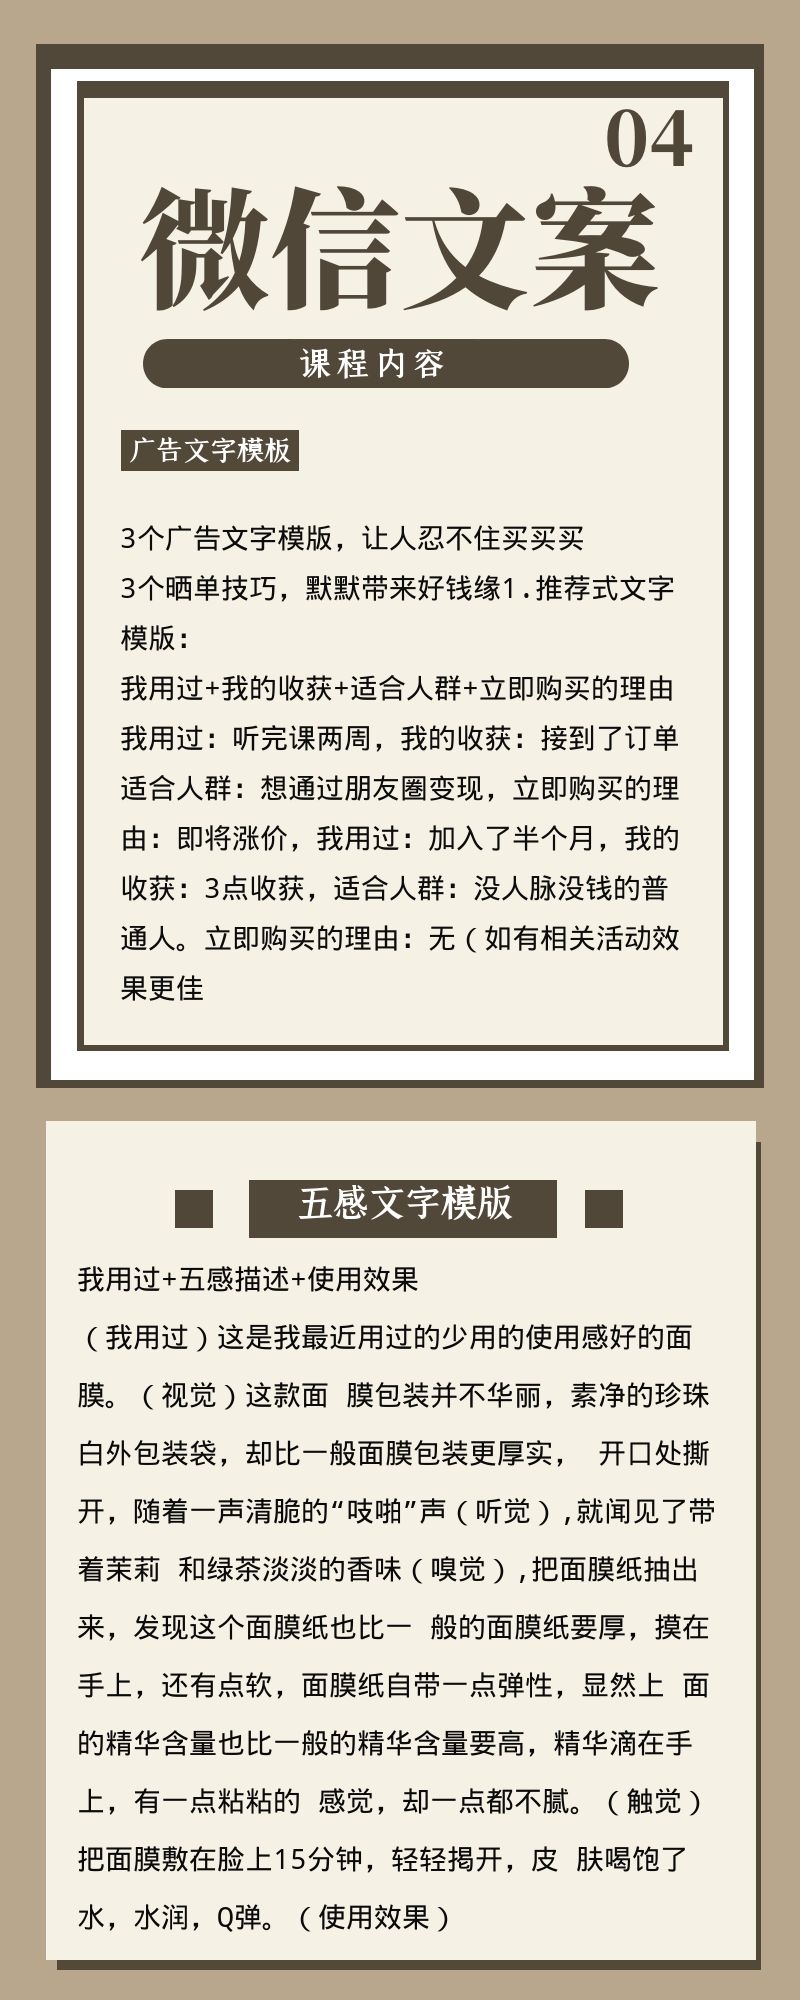 04
微信文案
课程内容
广告文字模板
3个广告文字模版，让人忍不住买买买
3个晒单技巧，默默带来好钱缘1.推荐式文字
模版：
我用过+我的收获+适合人群+立即购买的理由
我用过：听完课两周，我的收获：接到了订单
适合人群：想通过朋友圈变现，立即购买的理
由：即将涨价，我用过：加入了半个月，我的
收获：3点收获，适合人群：没人脉没钱的普
通人。立即购买的理由：无（如有相关活动效
果更佳
五感文字模版
我用过+五感描述+使用效果
（我用过）这是我最近用过的少用的使用感好的面
膜。（视觉）这款面 膜包装并不华丽，素净的珍珠
白外包装袋，却比一般面膜包装更厚实， 开口处撕
开，随着一声清脆的“吱啪”声（听觉）,就闻见了带
着茉莉 和绿茶淡淡的香味（嗅觉）,把面膜纸抽出
来，发现这个面膜纸也比一 般的面膜纸要厚，摸在
手上，还有点软，面膜纸自带一点弹性，显然上 面
的精华含量也比一般的精华含量要高，精华滴在手
上，有一点粘粘的 感觉，却一点都不腻。（触觉）
把面膜敷在脸上15分钟，轻轻揭开，皮 肤喝饱了
水，水润，Q弹。（使用效果）